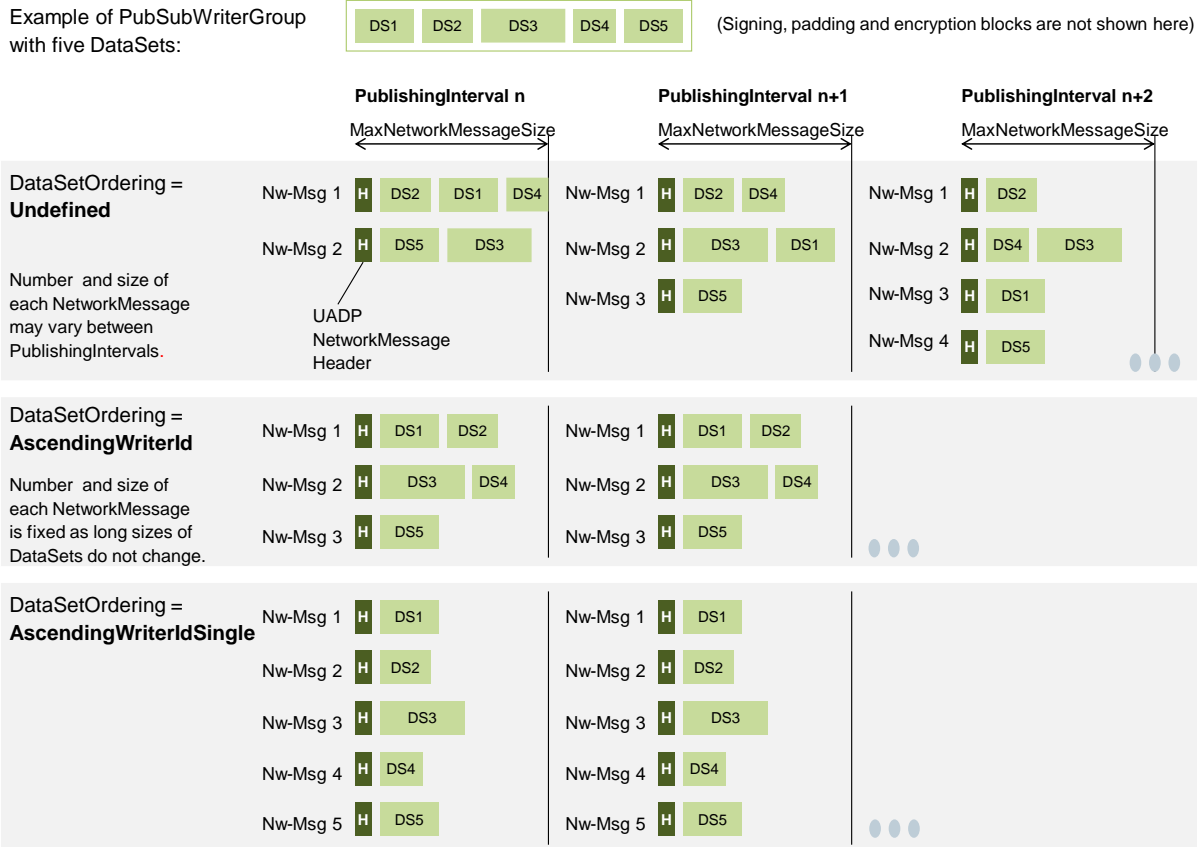 Example of PubSubWriterGroup
with five DataSets:
DS1 DS2 DS3 DS4 DS5
(Signing, padding and encryption blocks are not shown here)
PublishingInterval n PublishingInterval n+1 PublishingInterval n+2
MaxNetworkMessageSize MaxNetworkMessageSize MaxNetworkMessageSize
DataSetOrdering =
Undefined
Number and size of
each NetworkMessage
may vary between
PublishingIntervals.
Nw-Msg 1 H DS2 DS1 DS4
Nw-Msg 2 H DS5 DS3
UADP
NetworkMessage
Header
Nw-Msg 1 H DS2 DS4
Nw-Msg 2 H DS3 DS1
Nw-Msg 3 H DS5
Nw-Msg 1 H DS2
Nw-Msg 2 H DS4 DS3
Nw-Msg 3 H DS1
Nw-Msg 4 H DS5
DataSetOrdering =
AscendingWriterId
Number and size of
each NetworkMessage
is fixed as long sizes of
DataSets do not change.
Nw-Msg 1 H DS1 DS2
Nw-Msg 2 H DS3 DS4
Nw-Msg 3 H DS5
Nw-Msg 1 H DS1 DS2
Nw-Msg 2 H DS3 DS4
Nw-Msg 3 H DS5
DataSetOrdering =
AscendingWriterIdSingle
Nw-Msg 1 H DS1
Nw-Msg 2 H DS2
Nw-Msg 3 H DS3
Nw-Msg 4 H DS4
Nw-Msg 5 H DS5
Nw-Msg 1 H DS1
Nw-Msg 2 H DS2
Nw-Msg 3 H DS3
Nw-Msg 4 H DS4
Nw-Msg 5 H DS5